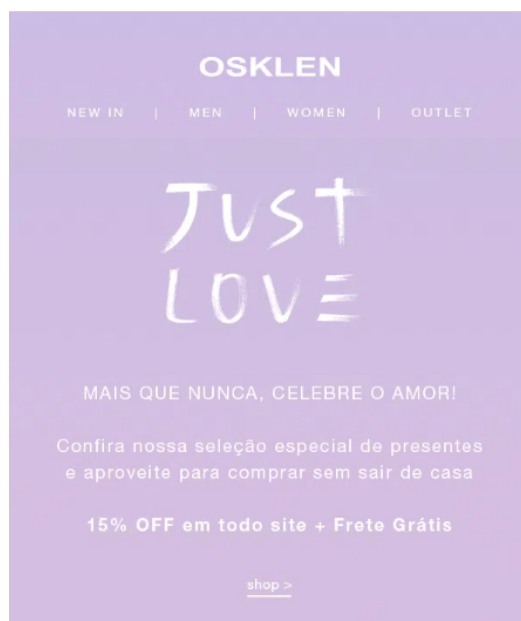 OSKLEN
NEW IN | MEN | WOMEN | OUTLET
JUST
LOVE
MAIS QUE NUNCA, CELEBRE O AMOR!
Confira nossa seleção especial de presentes
e aproveite para comprar sem sair de casa
15% OFF em todo site + Frete Grátis
shop >